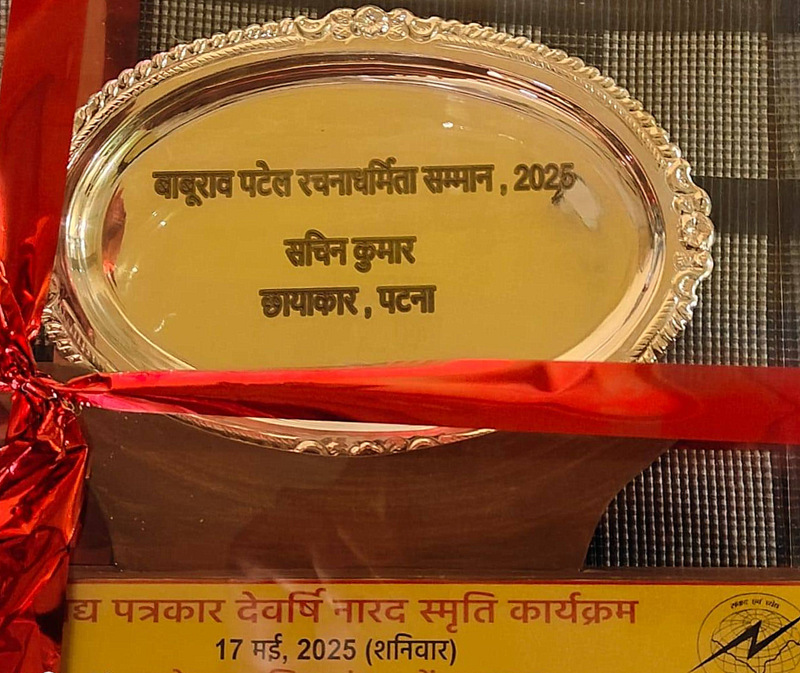 बाबूराव पटेल रचनाधर्मिता सम्मान , 2025
सचिन कुमार
छायाकार , पटना
पत्रकार देवर्षि नारद स्मृति कार्यक्रम
17 मई, 2025 (शनिवार)